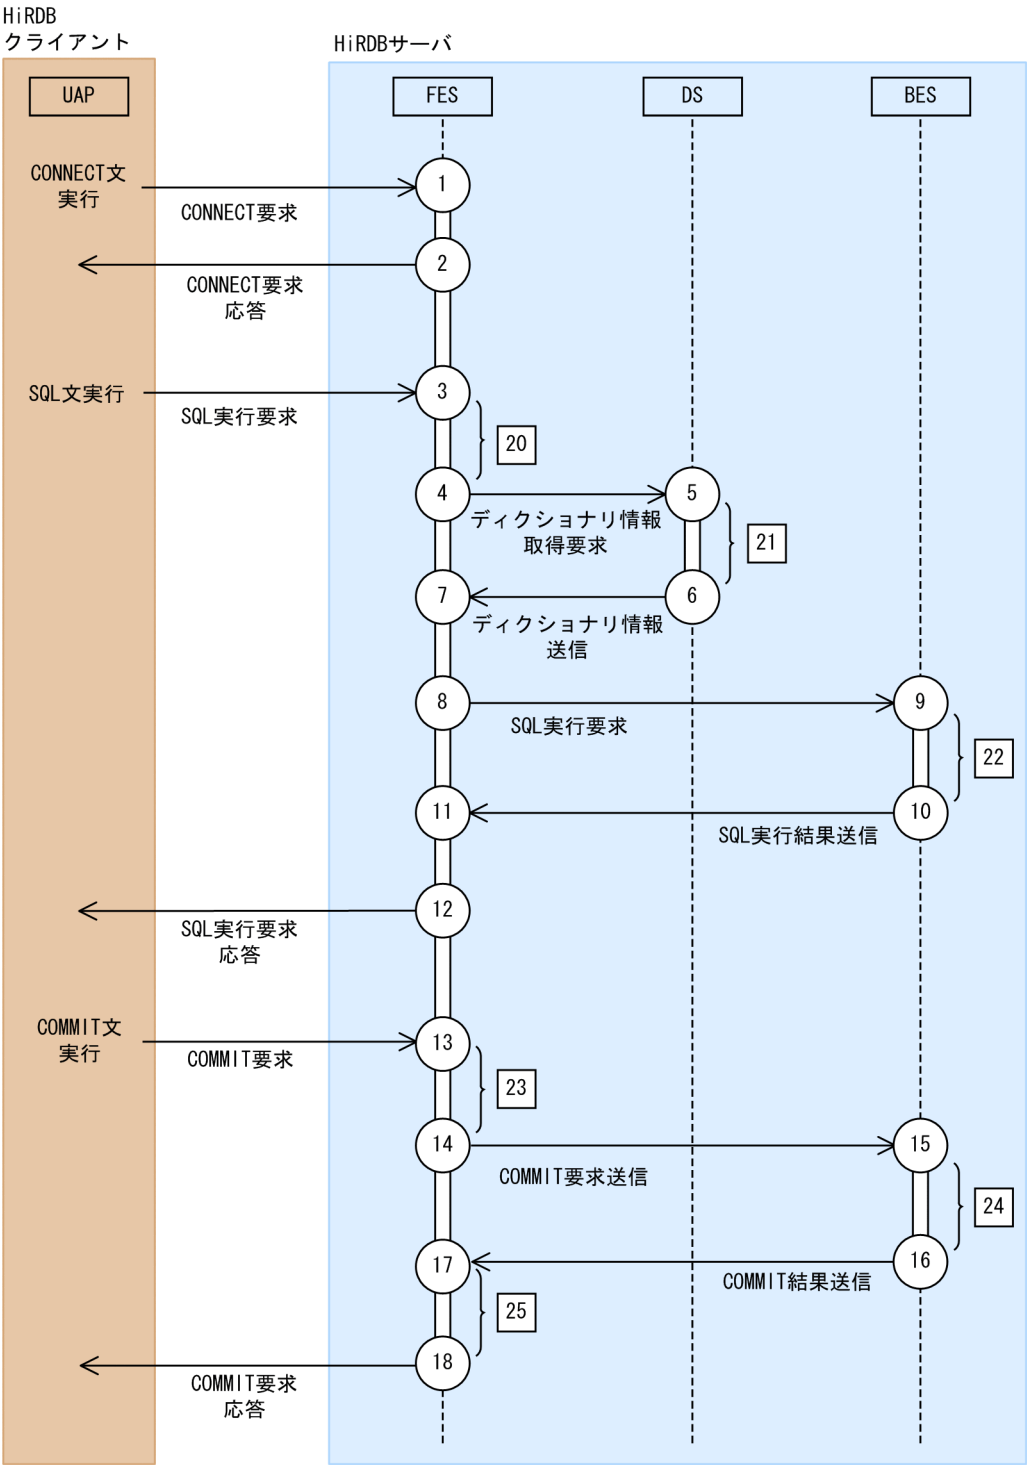 HiRDB
クライアント
HiRDBサーバ
UAP
FES
DS
BES
CONNECT文
実行
1
CONNECT要求
2
CONNECT要求
応答
SQL文実行
3
SQL実行要求
20
4
5
ディクショナリ情報
取得要求
21
7
6
ディクショナリ情報
送信
8
9
SQL実行要求
22
11
10
SQL実行結果送信
12
SQL実行要求
応答
COMMIT文
実行
13
COMMIT要求
23
14
15
COMMIT要求送信
24
17
16
COMMIT結果送信
25
18
COMMIT要求
応答